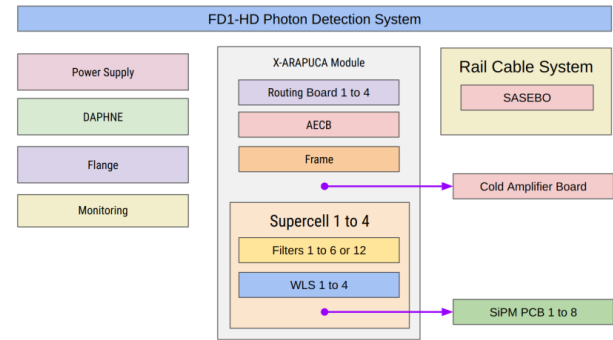 FD1-HD Photon Detection System
Power Supply
DAPHNE
Flange
Monitoring
X-ARAPUCA Module
Routing Board 1 to 4
AECB
Frame
Supercell 1 to 4
Filters 1 to 6 or 12
WLS 1 to 4
Rail Cable System
SASEBO
Cold Amplifier Board
SiPM PCB 1 to 8